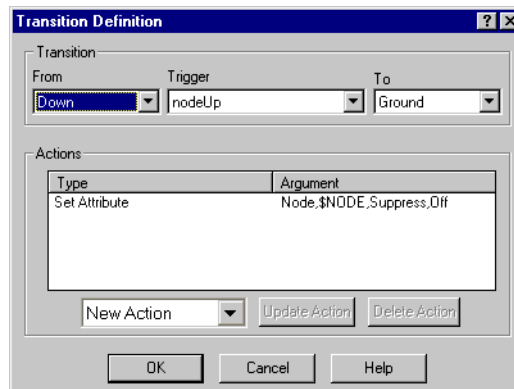 Transition Definition
Transition
From Trigger To
Down nodeUp Ground
Actions
Type Argument
Set Attribute Node,$NODE,Suppress,Off
New Action Update Action Delete Action
OK Cancel Help